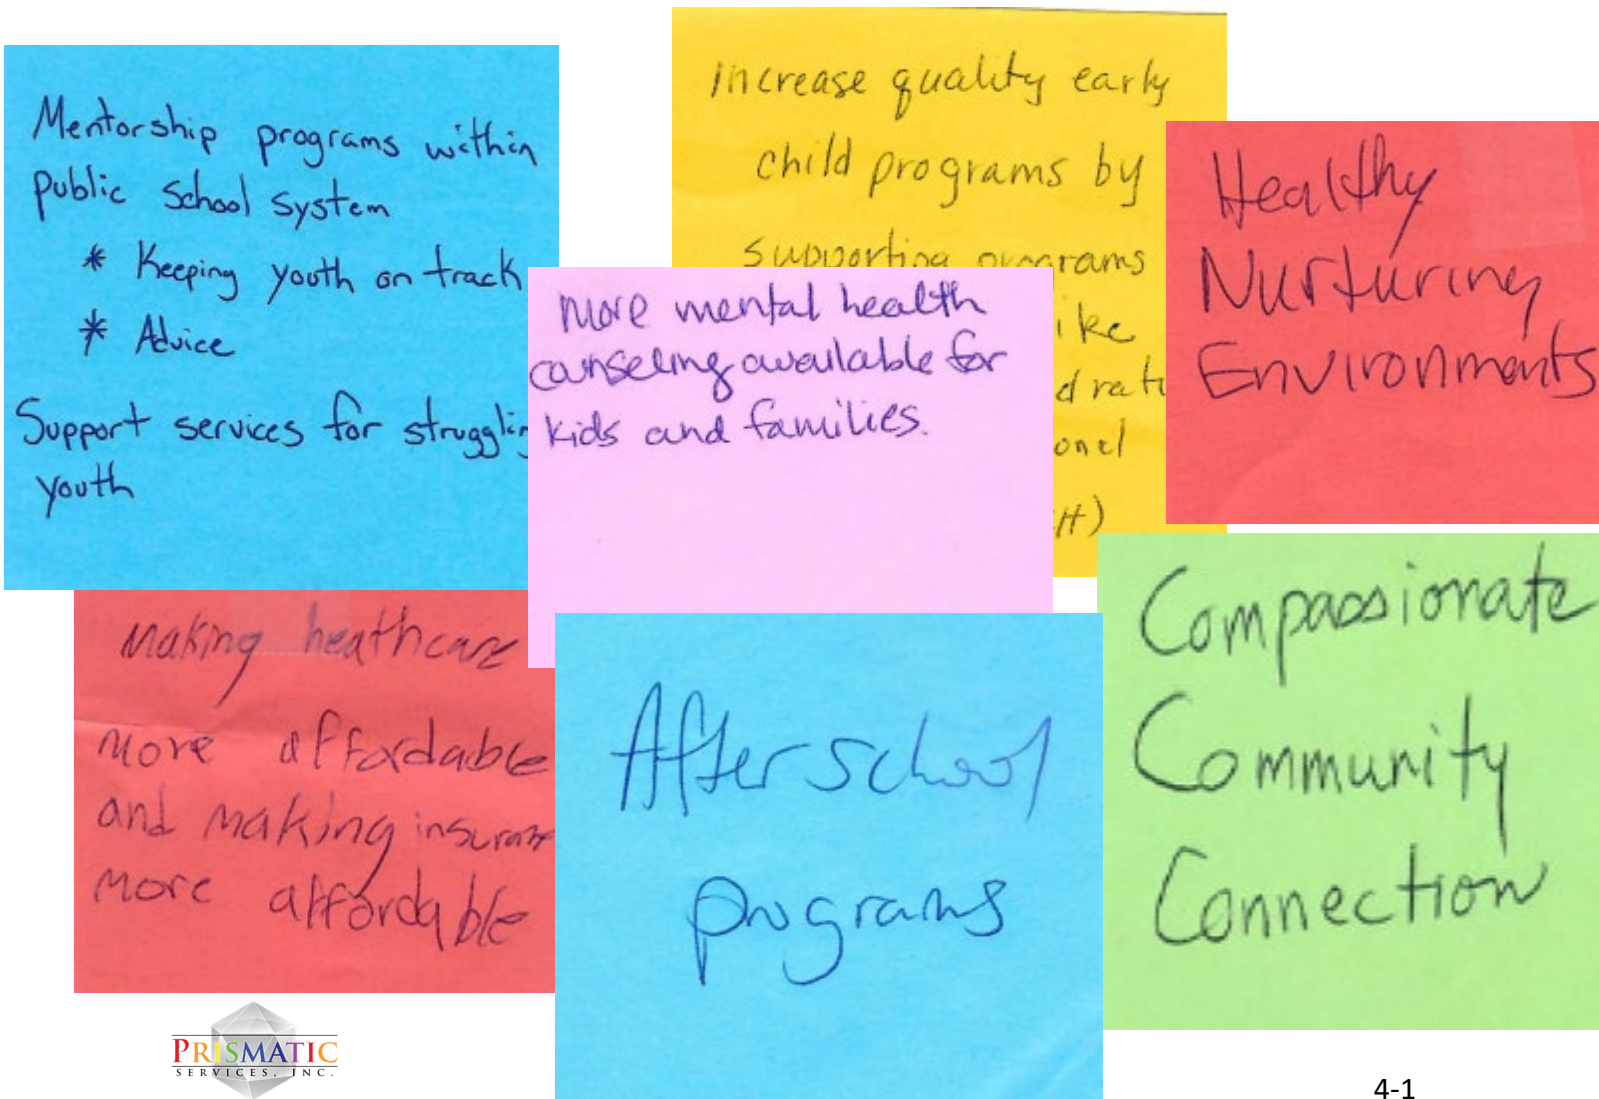 Mentorship programs within
public school system
* Keeping youth on track
* Advice
Support services for
youth
Increase quality early
child programs by
supporting programs
More mental health
counseling available for
kids and families.
Healthy
Nurturing
Environments
Making heathcare
more affordable
and making
more affordable
After school
programs
Compassionate
Community
Connection
PRISMATIC
SERVICES, INC.
4-1